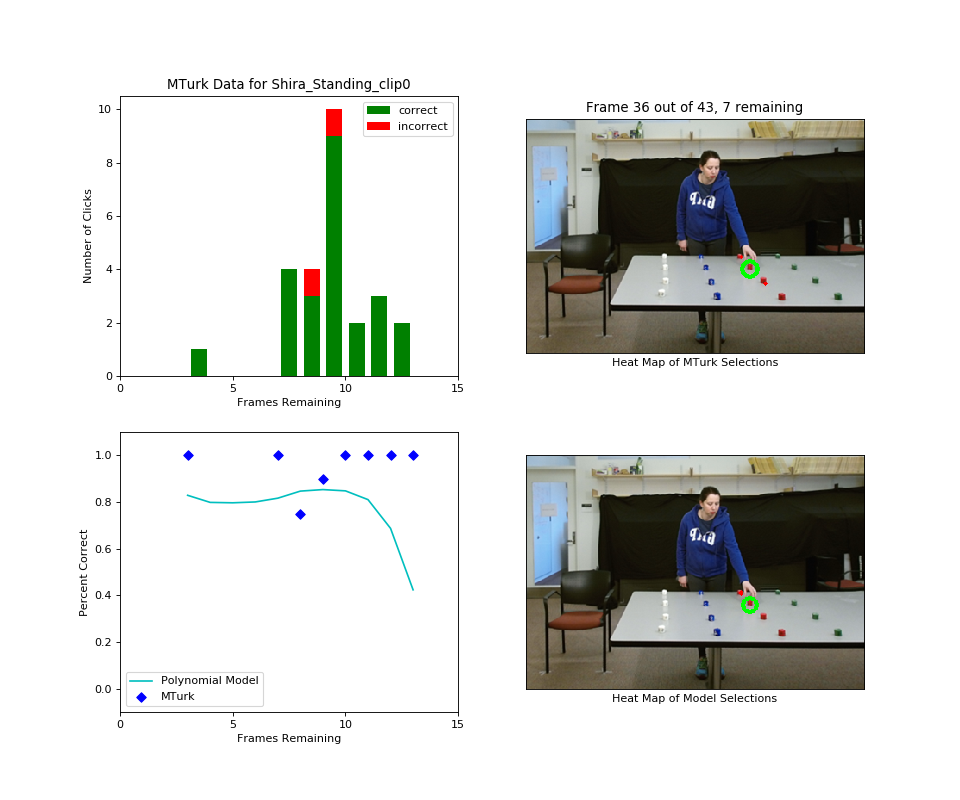 MTurk Data for Shira_Standing_clip0
10
8
6
4
2
0
Number of Clicks
correct
incorrect
0 5 10 15
Frames Remaining
Frame 36 out of 43, 7 remaining
Heat Map of MTurk Selections
1.0
0.8
0.6
0.4
0.2
0.0
Percent Correct
Polynomial Model
MTurk
0 5 10 15
Frames Remaining
Heat Map of Model Selections